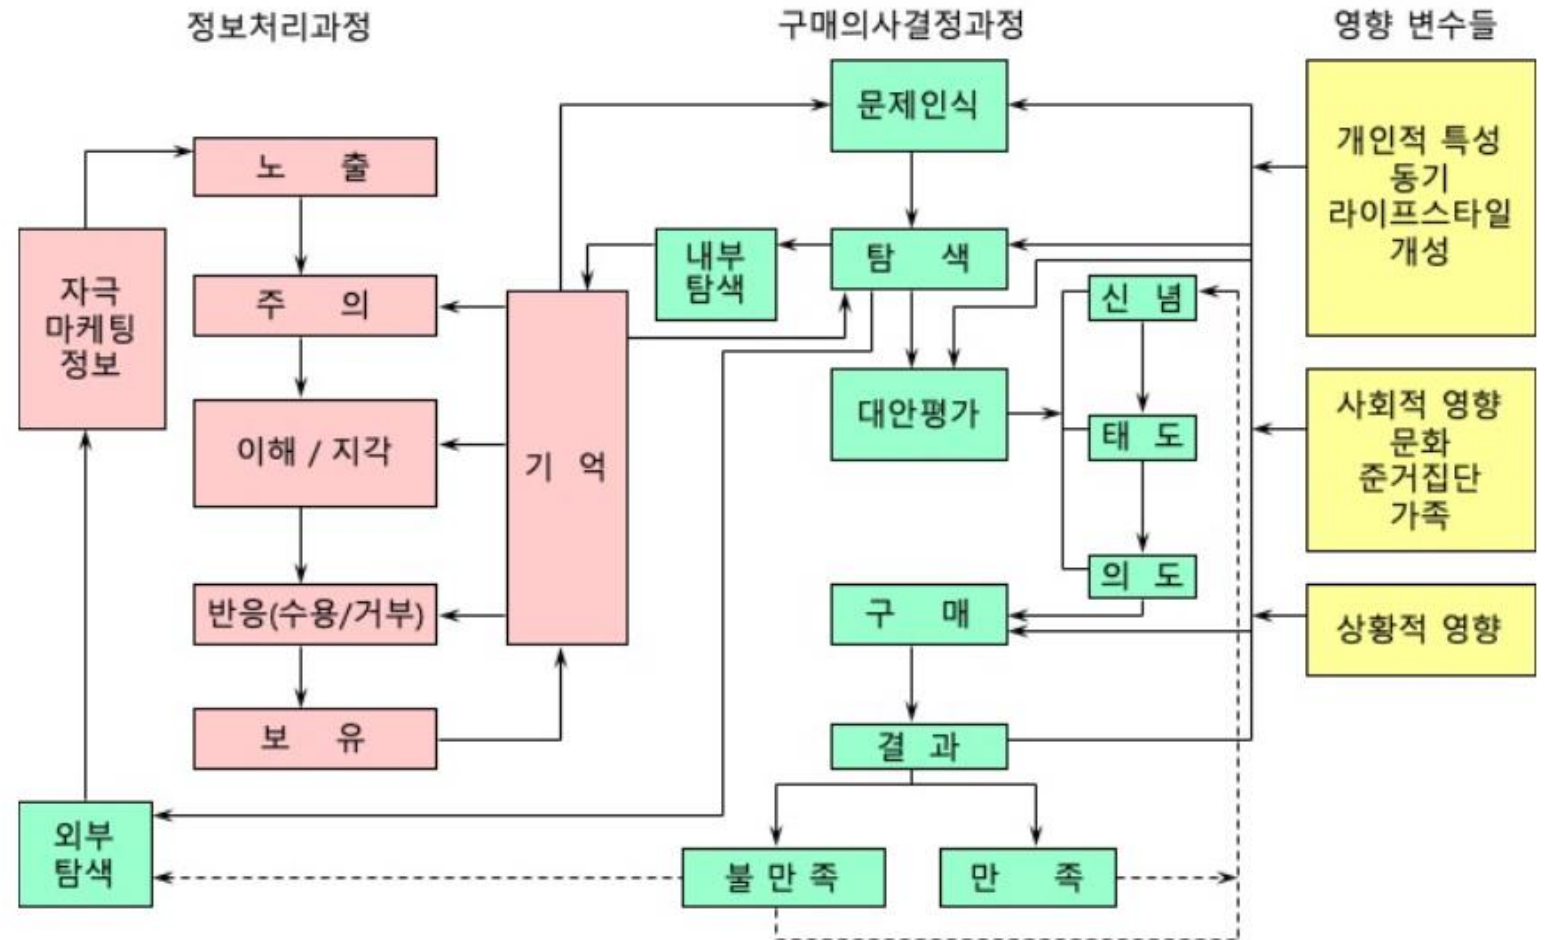 정보처리과정
구매의사결정과정
영향 변수들
노 출
주 의
이해 / 지각
반응(수용/거부)
보 유
자극
마케팅
정보
외부
탐색
기 억
내부
탐색
문제인식
탐 색
대안평가
신 념
태 도
의 도
구 매
결 과
불 만 족
만 족
개인적 특성
동기
라이프스타일
개성
사회적 영향
문화
준거집단
가족
상황적 영향